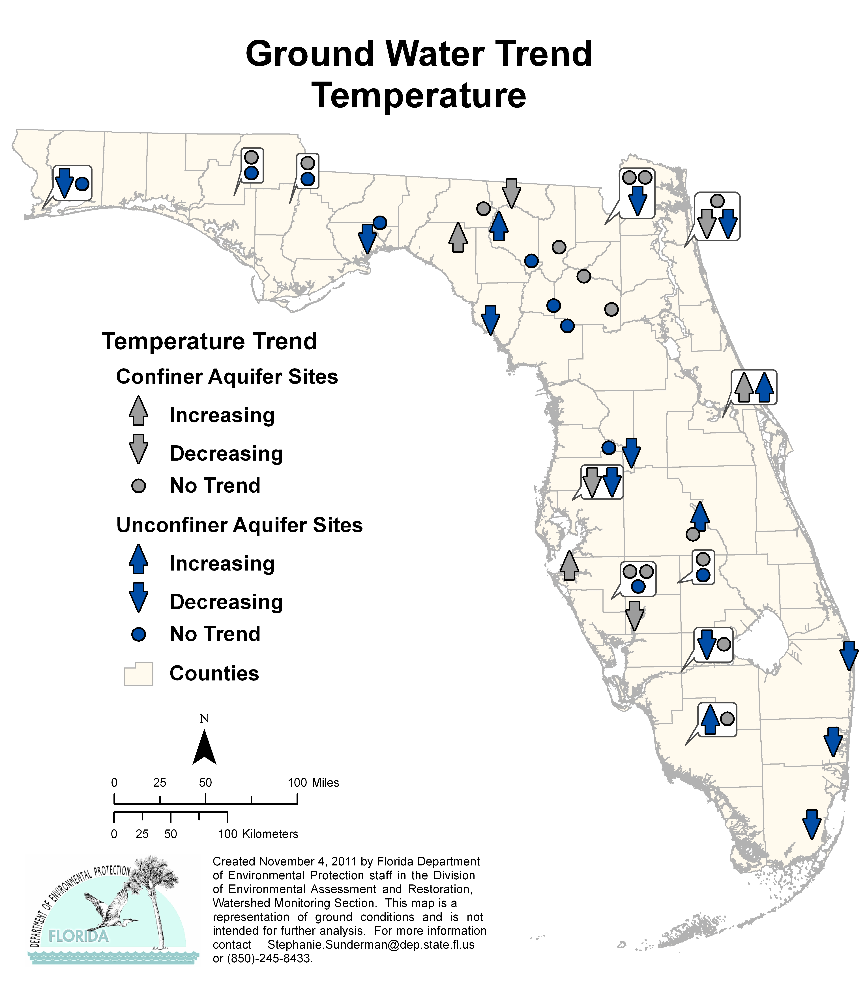 Ground Water Trend
Temperature
Temperature Trend
Confiner Aquifer Sites
Increasing
Decreasing
No Trend
Unconfiner Aquifer Sites
Increasing
Decreasing
No Trend
Counties
N
0 25 50 100 Miles
0 25 50 100 Kilometers
DEPARTMENT OF ENVIRONMENTAL PROTECTION
FLORIDA
Created November 4, 2011 by Florida Department
of Environmental Protection staff in the Division
of Environmental Assessment and Restoration,
Watershed Monitoring Section. This map is a
representation of ground conditions and is not
intended for further analysis. For more information
contact Stephanie.Sunderman@dep.state.fl.us
or (850)-245-8433.